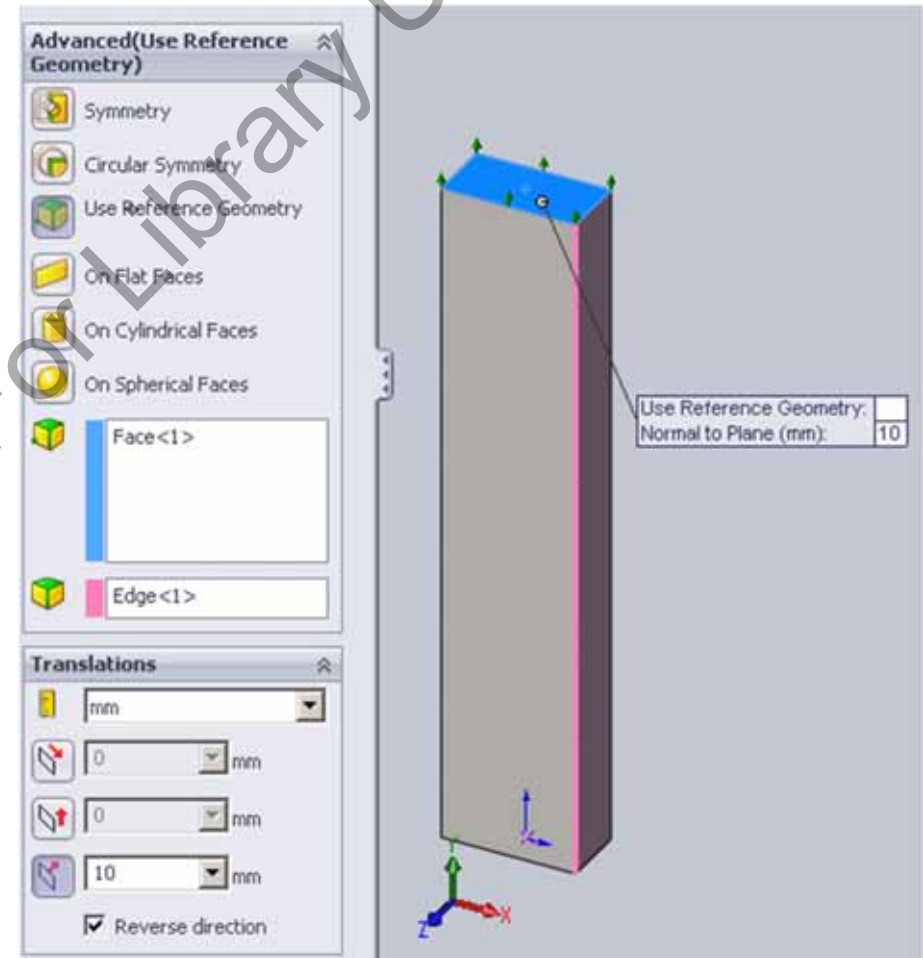 Advanced(Use Reference
Geometry)
Symmetry
Circular Symmetry
Use Reference Geometry
On Flat Faces
On Cylindrical Faces
On Spherical Faces
Face<1>
Edge<1>
Translations
mm
0 mm
0 mm
10 mm
Reverse direction
Use Reference Geometry:
Normal to Plane (mm): 10
Y
X
Z
or Library